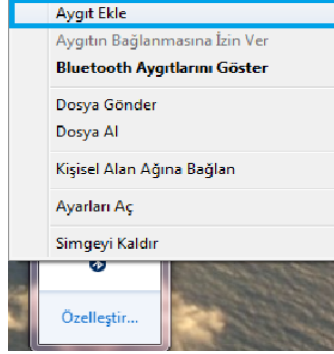 Aygıt Ekle
Aygıtın Bağlanmasına İzin Ver
Bluetooth Aygıtlarını Göster
Dosya Gönder
Dosya Al
Kişisel Alan Ağına Bağlan
Ayarları Aç
Simgeyi Kaldır
Özelleştir...